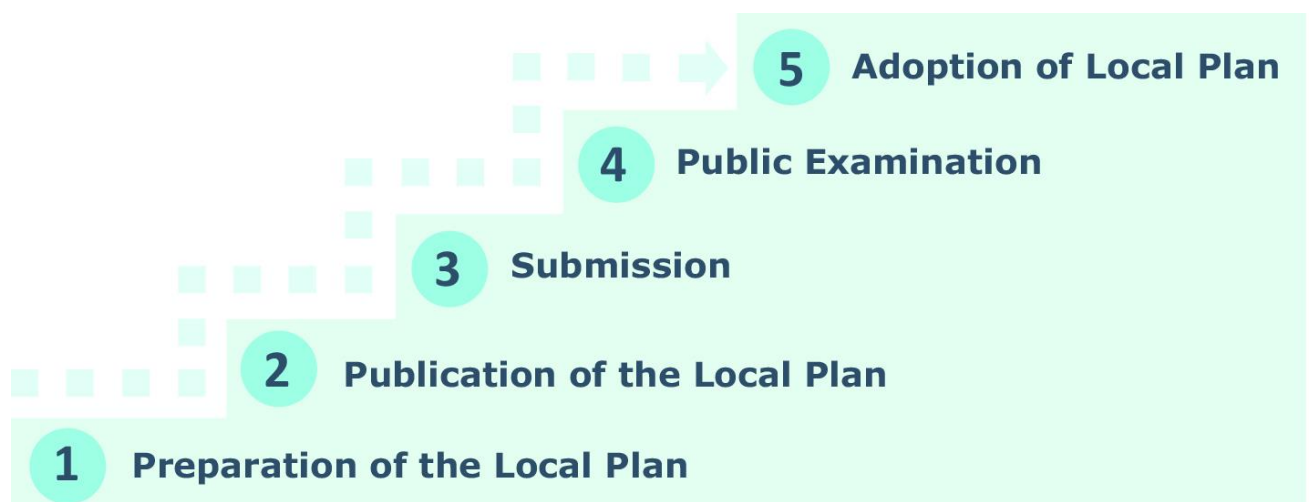 5 Adoption of Local Plan
4 Public Examination
3 Submission
2 Publication of the Local Plan
1 Preparation of the Local Plan